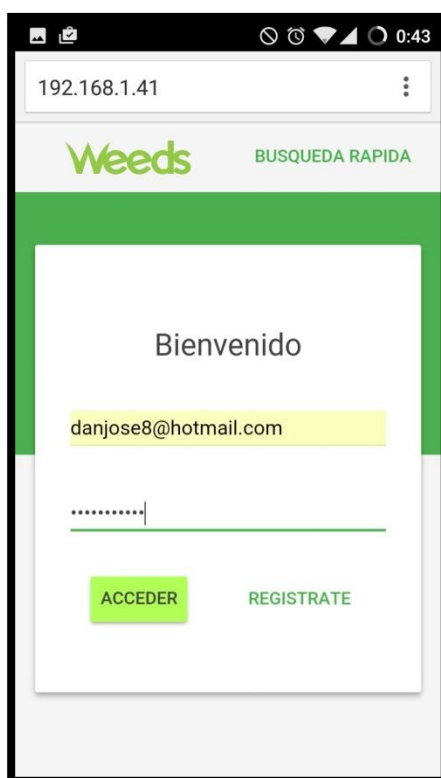 0:43
192.168.1.41
Weeds BUSQUEDA RAPIDA
Bienvenido
danjose8@hotmail.com
•••••••••••
ACCEDER REGISTRATE